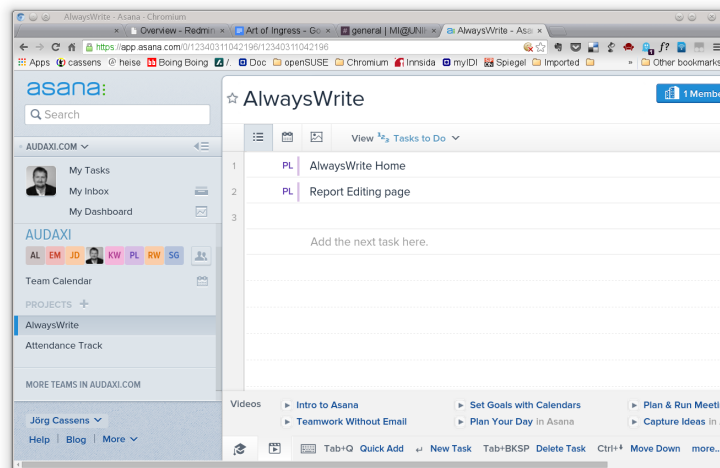 AlwaysWrite - Asana - Chromium
Overview - Redmin
Art of Ingress - Go
general | MI@UNI
AlwaysWrite - Asa
https://app.asana.com/0/12340311042196/12340311042196
Apps
cassens
heise
Boing Boing
/.
Doc
openSUSE
Chromium
Innsida
myIDI
Spiegel
Imported
»
Other bookmarks
asana:
Search
AUDAXI.COM
My Tasks
My Inbox
My Dashboard
AUDAXI
AL EM JD KW PL RW SG
Team Calendar
PROJECTS +
AlwaysWrite
Attendance Track
MORE TEAMS IN AUDAXI.COM
Jörg Cassens
Help | Blog | More
AlwaysWrite
1 Membe
View Tasks to Do
1 PL AlwaysWrite Home
2 PL Report Editing page
3
Add the next task here.
Videos
Intro to Asana
Set Goals with Calendars
Plan & Run Meeti
Teamwork Without Email
Plan Your Day in Asana
Capture Ideas in
Tab+Q Quick Add
New Task
Tab+BKSP Delete Task
Ctrl+ Move Down
more..